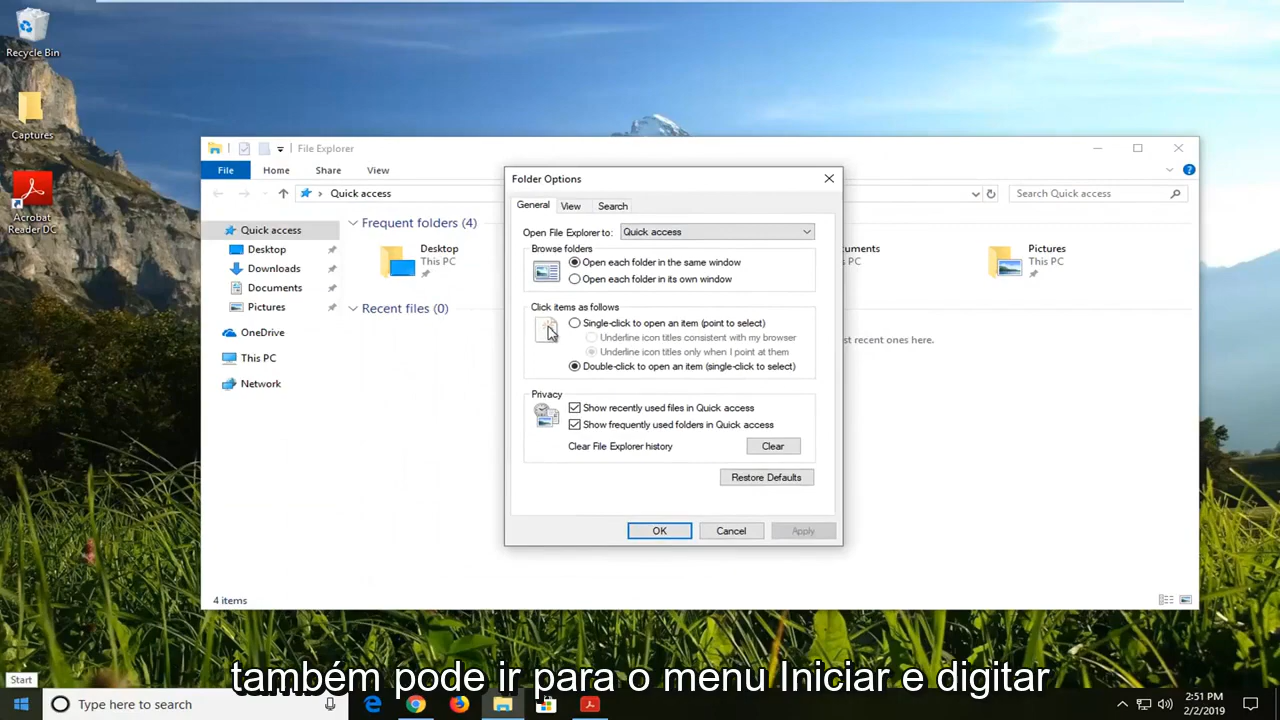 Recycle Bin
Captures
Acrobat
Reader DC
File Explorer
File Home Share View
Quick access
Search Quick access
Quick access
Desktop
Downloads
Documents
Pictures
OneDrive
This PC
Network
Frequent folders (4)
Desktop
This PC
cuments
PC
Pictures
This PC
Recent files (0)
st recent ones here.
4 items
Folder Options
General View Search
Open File Explorer to: Quick access
Browse folders
Open each folder in the same window
Open each folder in its own window
Click items as follows
Single-click to open an item (point to select)
Underline icon titles consistent with my browser
Underline icon titles only when I point at them
Double-click to open an item (single-click to select)
Privacy
Show recently used files in Quick access
Show frequently used folders in Quick access
Clear File Explorer history Clear
Restore Defaults
OK Cancel Apply
também pode ir para o menu Iniciar e digitar
Start
Type here to search
2:51 PM
2/2/2019